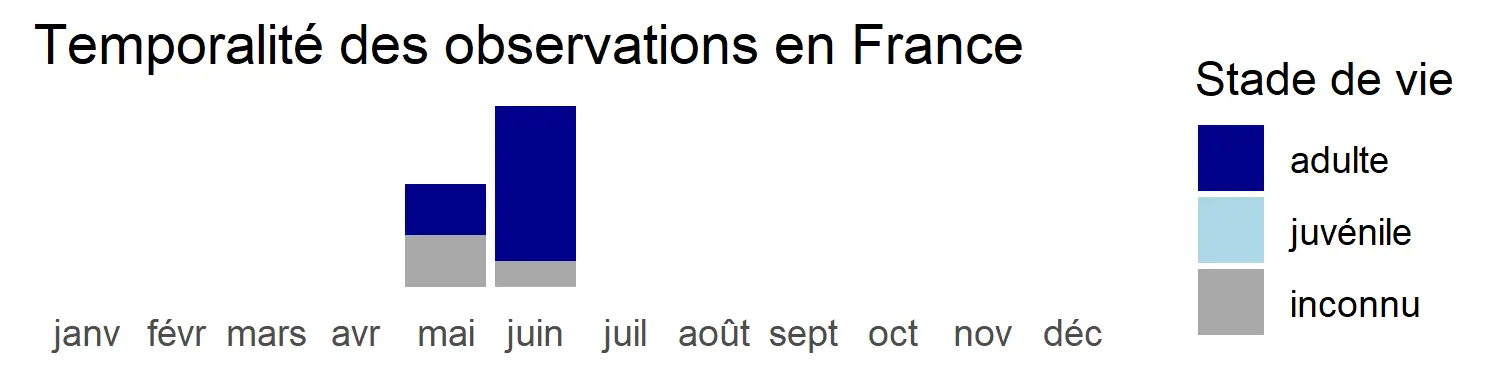 Temporalité des observations en France
Stade de vie
adulte
juvénile
inconnu
janv févr mars avr mai juin juil août sept oct nov déc